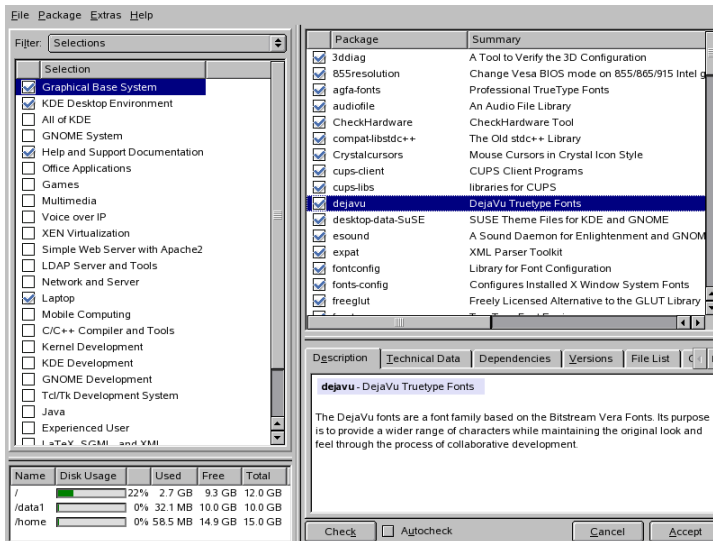 File Package Extras Help
Filter: Selections
Selection
Graphical Base System
KDE Desktop Environment
All of KDE
GNOME System
Help and Support Documentation
Office Applications
Games
Multimedia
Voice over IP
XEN Virtualization
Simple Web Server with Apache2
LDAP Server and Tools
Network and Server
Laptop
Mobile Computing
C/C++ Compiler and Tools
Kernel Development
KDE Development
GNOME Development
Tcl/Tk Development System
Java
Experienced User
LaTeX, SGML, and XML
Name Disk Usage Used Free Total
/ 22% 2.7 GB 9.3 GB 12.0 GB
/data1 0% 32.1 MB 10.0 GB 10.0 GB
/home 0% 58.5 MB 14.9 GB 15.0 GB
Package Summary
3ddiag A Tool to Verify the 3D Configuration
855resolution Change Vesa BIOS mode on 855/865/915 Intel g
agfa-fonts Professional TrueType Fonts
audiofile An Audio File Library
CheckHardware CheckHardware Tool
compat-libstdc++ The Old stdc++ Library
Crystalcursors Mouse Cursors in Crystal Icon Style
cups-client CUPS Client Programs
cups-libs libraries for CUPS
dejavu DejaVu Truetype Fonts
desktop-data-SuSE SUSE Theme Files for KDE and GNOME
esound A Sound Daemon for Enlightenment and GNOM
expat XML Parser Toolkit
fontconfig Library for Font Configuration
fonts-config Configures Installed X Window System Fonts
freeglut Freely Licensed Alternative to the GLUT Library
Description Technical Data Dependencies Versions File List
dejavu - DejaVu Truetype Fonts
The DejaVu fonts are a font family based on the Bitstream Vera Fonts. Its purpose
is to provide a wider range of characters while maintaining the original look and
feel through the process of collaborative development.
Check Autocheck Cancel Accept